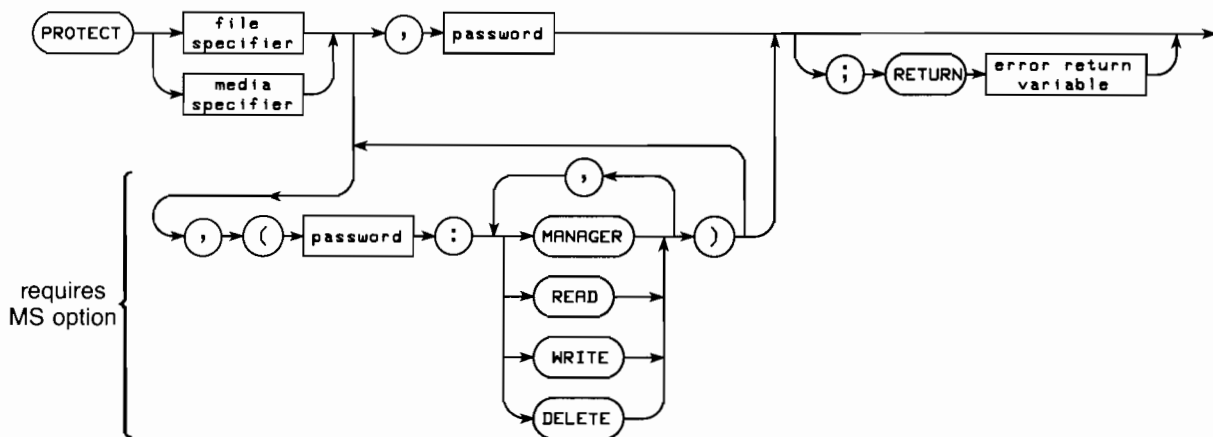 PROTECT
file
specifier
,
password
media
specifier
;
RETURN
error return
variable
requires
MS option
,
(
password
:
,
MANAGER
)
READ
WRITE
DELETE